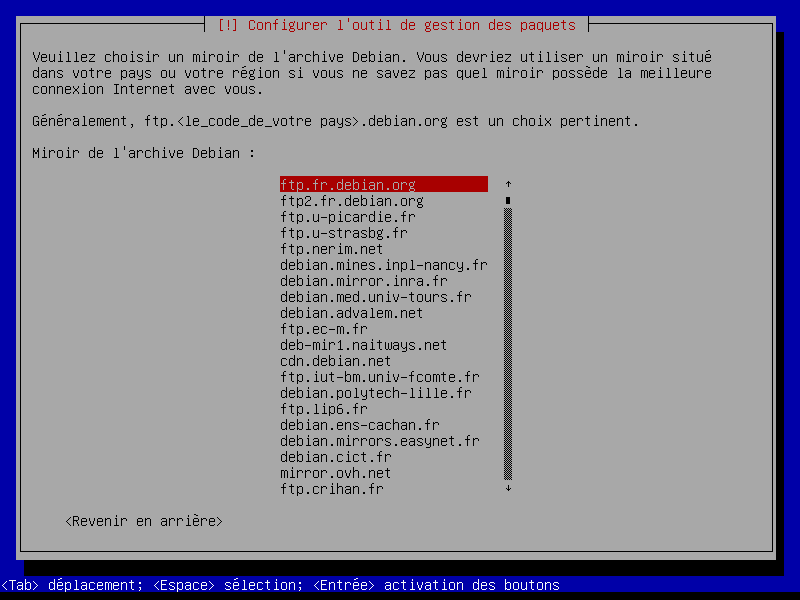 [!] Configurer l'outil de gestion des paquets
Veuillez choisir un miroir de l'archive Debian. Vous devriez utiliser un miroir situé
dans votre pays ou votre région si vous ne savez pas quel miroir possède la meilleure
connexion Internet avec vous.
Généralement, ftp.<le_code_de_votre pays>.debian.org est un choix pertinent.
Miroir de l'archive Debian :
ftp.fr.debian.org
ftp2.fr.debian.org
ftp.u-picardie.fr
ftp.u-strasbg.fr
ftp.nerim.net
debian.mines.inpl-nancy.fr
debian.mirror.inra.fr
debian.med.univ-tours.fr
debian.advalem.net
ftp.ec-m.fr
deb-mir1.naitways.net
cdn.debian.net
ftp.iut-bm.univ-fcomte.fr
debian.polytech-lille.fr
ftp.lip6.fr
debian.ens-cachan.fr
debian.mirrors.easynet.fr
debian.cict.fr
mirror.ovh.net
ftp.crihan.fr
<Revenir en arrière>
<Tab> déplacement; <Espace> sélection; <Entrée> activation des boutons